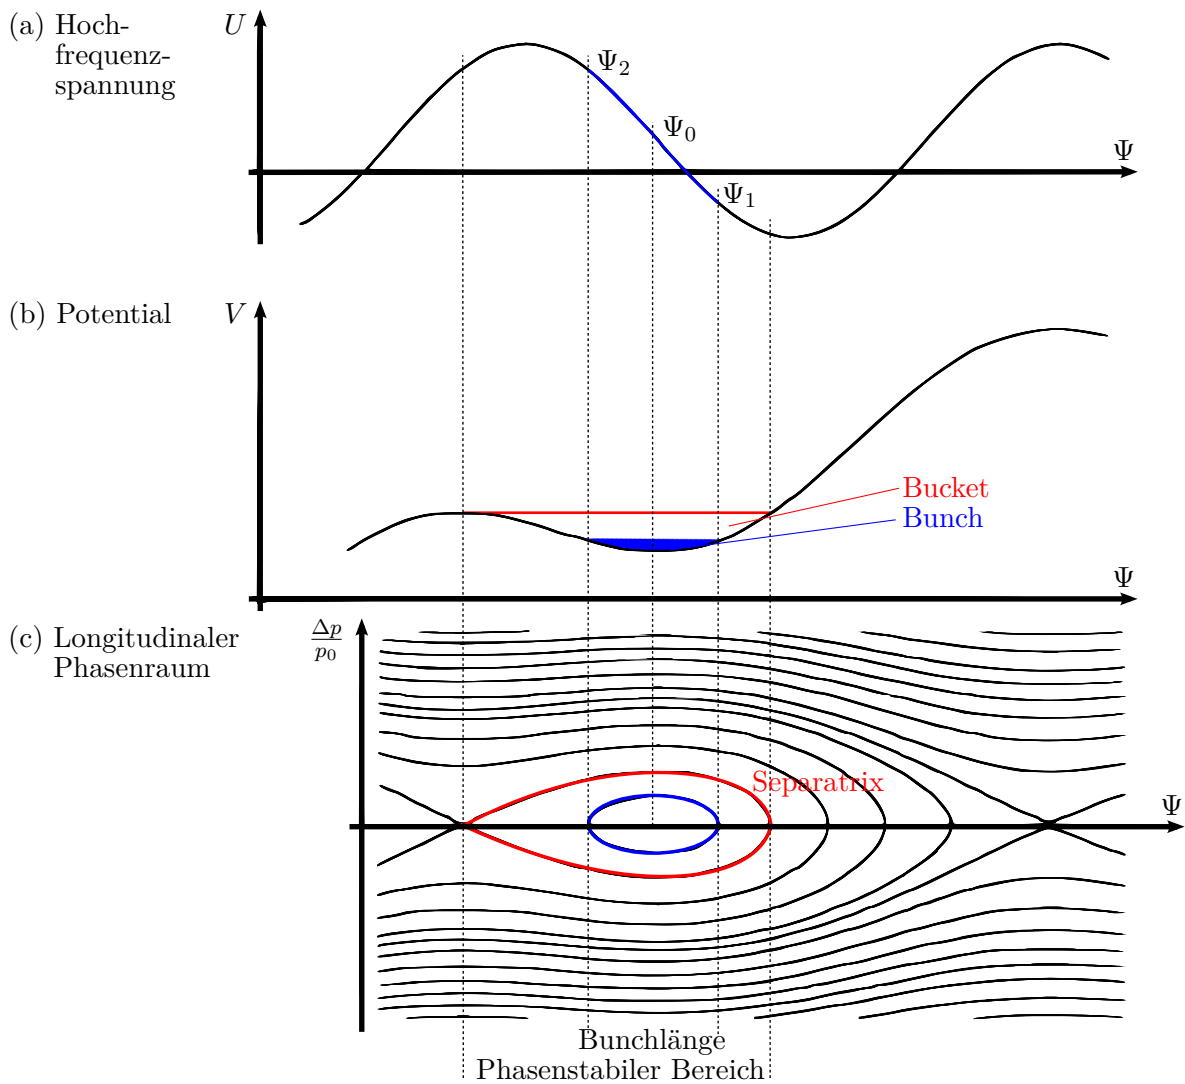 (a) Hoch-
frequenz-
spannung
U
Ψ₂
Ψ₀
Ψ
Ψ₁
(b) Potential
V
Bucket
Bunch
Ψ
(c) Longitudinaler
Phasenraum
Δp
p₀
Separatrix
Ψ
Bunchlänge
Phasenstabiler Bereich